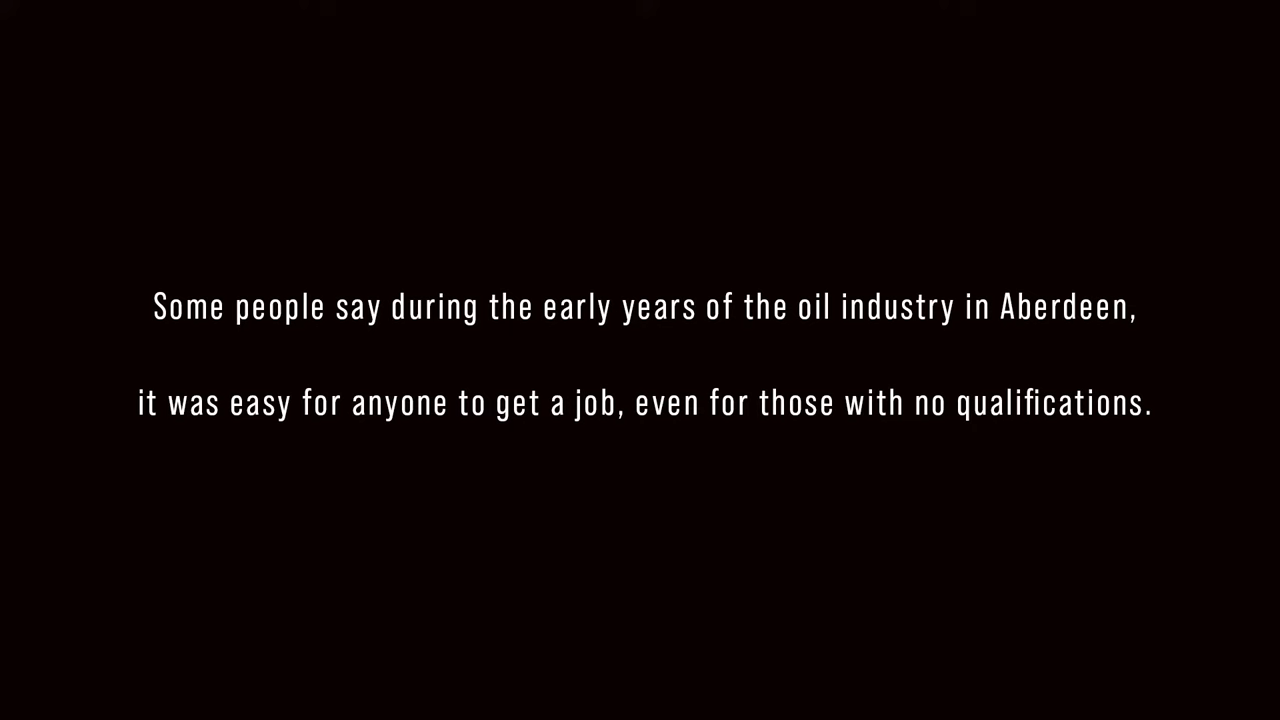 Some people say during the early years of the oil industry in Aberdeen,
it was easy for anyone to get a job, even for those with no qualifications.